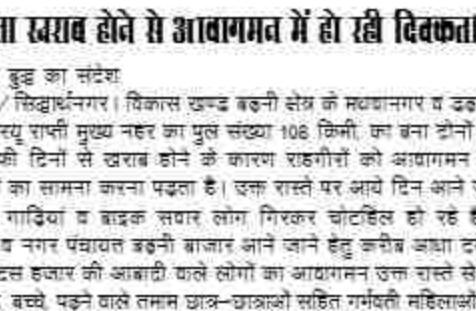 खराब होने से आवागमन में हो रही दिक्कत
बुद्ध का संदेश
/ सिद्धार्थनगर। विकास खण्ड बढ़नी क्षेत्र के मधवानगर व
राप्ती मुख्य नहर का पुल संख्या 108 किमी. का बना दोनों
दिनों से खराब होने के कारण राहगीरों को आवागमन
का सामना करना पड़ता है। उक्त रास्ते पर आये दिन आने
गाढ़ियां व बाइक सवार लोग गिरकर चोटहिल हो रहे
व नगर पंचायत बढ़नी बाजार आने जाने हेतु करीब आधा
दस हजार की आबादी वाले लोगों का आवागमन उक्त रास्ते से
बच्चे, पढ़ने वाले तमाम छात्र-छात्राओं सहित गर्भवती महिलाओं